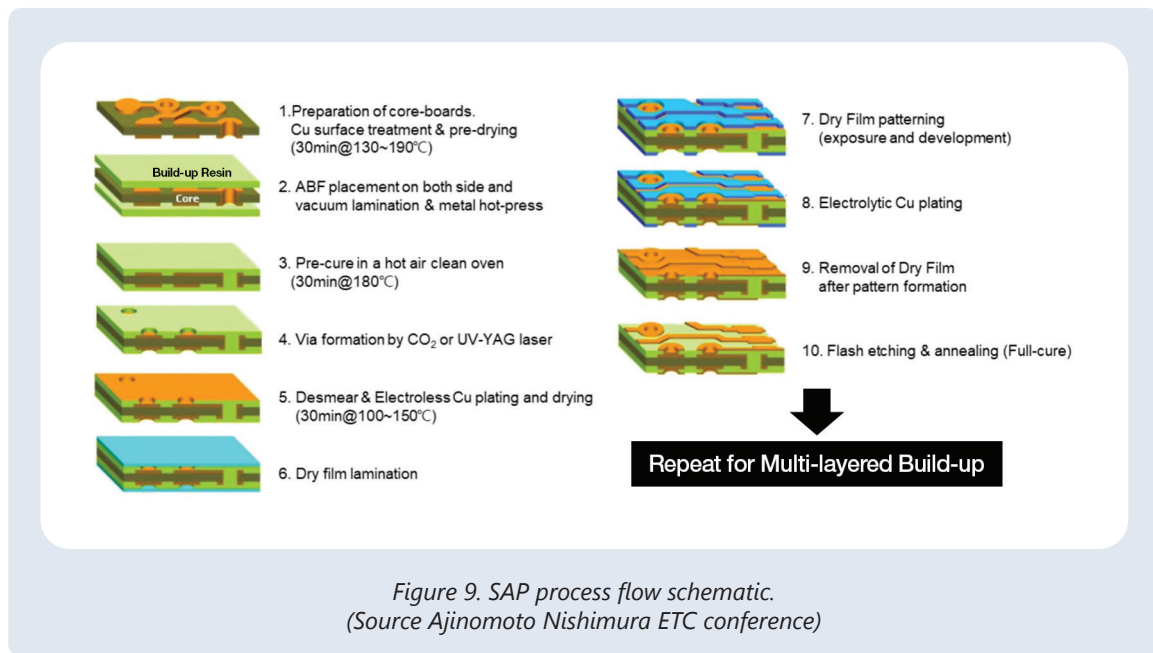 1.Preparation of core-boards.
Cu surface treatment & pre-drying
(30min@130~190℃)
Build-up Resin
Core
2. ABF placement on both side and
vacuum lamination & metal hot-press
3. Pre-cure in a hot air clean oven
(30min@180℃)
4. Via formation by CO₂ or UV-YAG laser
5. Desmear & Electroless Cu plating and drying
(30min@100~150℃)
6. Dry film lamination
7. Dry Film patterning
(exposure and development)
8. Electrolytic Cu plating
9. Removal of Dry Film
after pattern formation
10. Flash etching & annealing (Full-cure)
Repeat for Multi-layered Build-up
Figure 9. SAP process flow schematic.
(Source Ajinomoto Nishimura ETC conference)